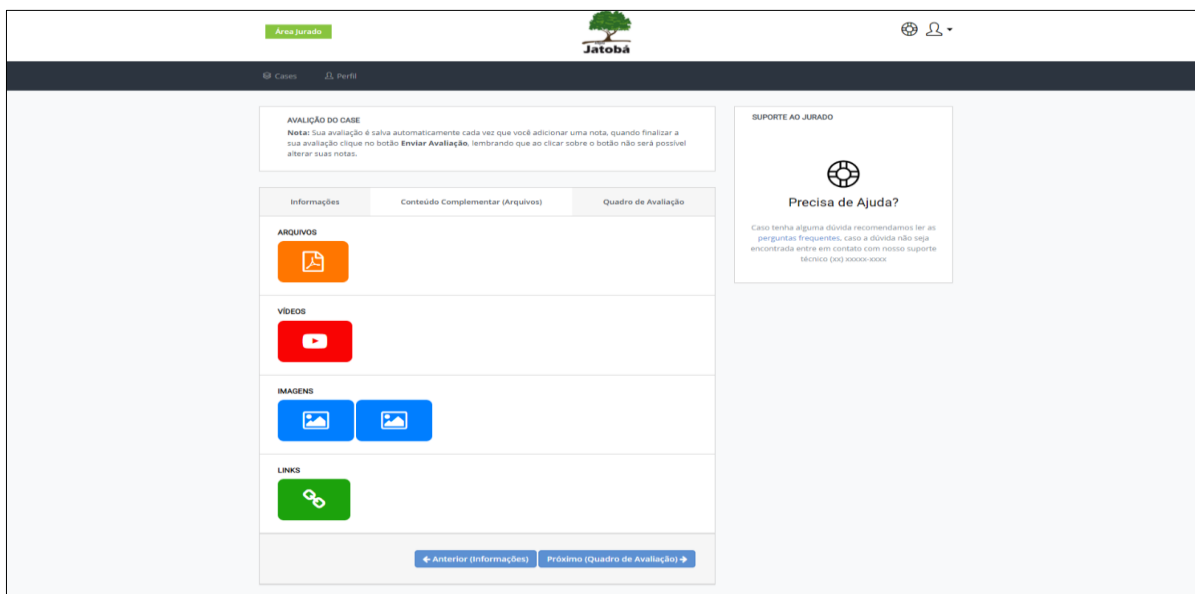 Área Jurado
Jatobá
Cases
Perfil
AVALIÇÃO DO CASE
Nota: Sua avaliação é salva automaticamente cada vez que você adicionar uma nota, quando finalizar a
sua avaliação clique no botão Enviar Avaliação, lembrando que ao clicar sobre o botão não será possível
alterar suas notas.
Informações
Conteúdo Complementar (Arquivos)
Quadro de Avaliação
ARQUIVOS
VÍDEOS
IMAGENS
LINKS
Anterior (Informações)
Próximo (Quadro de Avaliação)
SUPORTE AO JURADO
Precisa de Ajuda?
Caso tenha alguma dúvida recomendamos ler as
perguntas frequentes, caso a dúvida não seja
encontrada entre em contato com nosso suporte
técnico (xx) xxxxx-xxxx